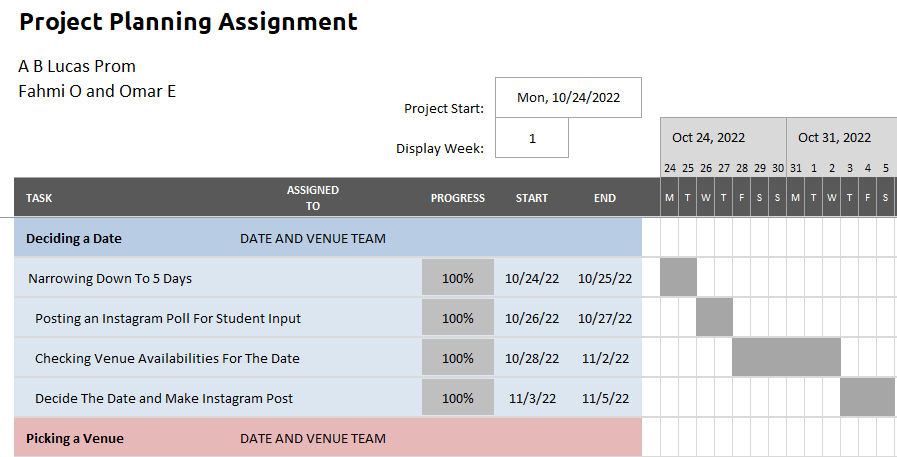 Project Planning Assignment
A B Lucas Prom
Fahmi O and Omar E
Project Start: Mon, 10/24/2022
Display Week: 1
Oct 24, 2022 Oct 31, 2022
24 25 26 27 28 29 30 31 1 2 3 4 5
TASK ASSIGNED TO PROGRESS START END M T W T F S S M T W T F S
Deciding a Date DATE AND VENUE TEAM
Narrowing Down To 5 Days 100% 10/24/22 10/25/22
Posting an Instagram Poll For Student Input 100% 10/26/22 10/27/22
Checking Venue Availabilities For The Date 100% 10/28/22 11/2/22
Decide The Date and Make Instagram Post 100% 11/3/22 11/5/22
Picking a Venue DATE AND VENUE TEAM